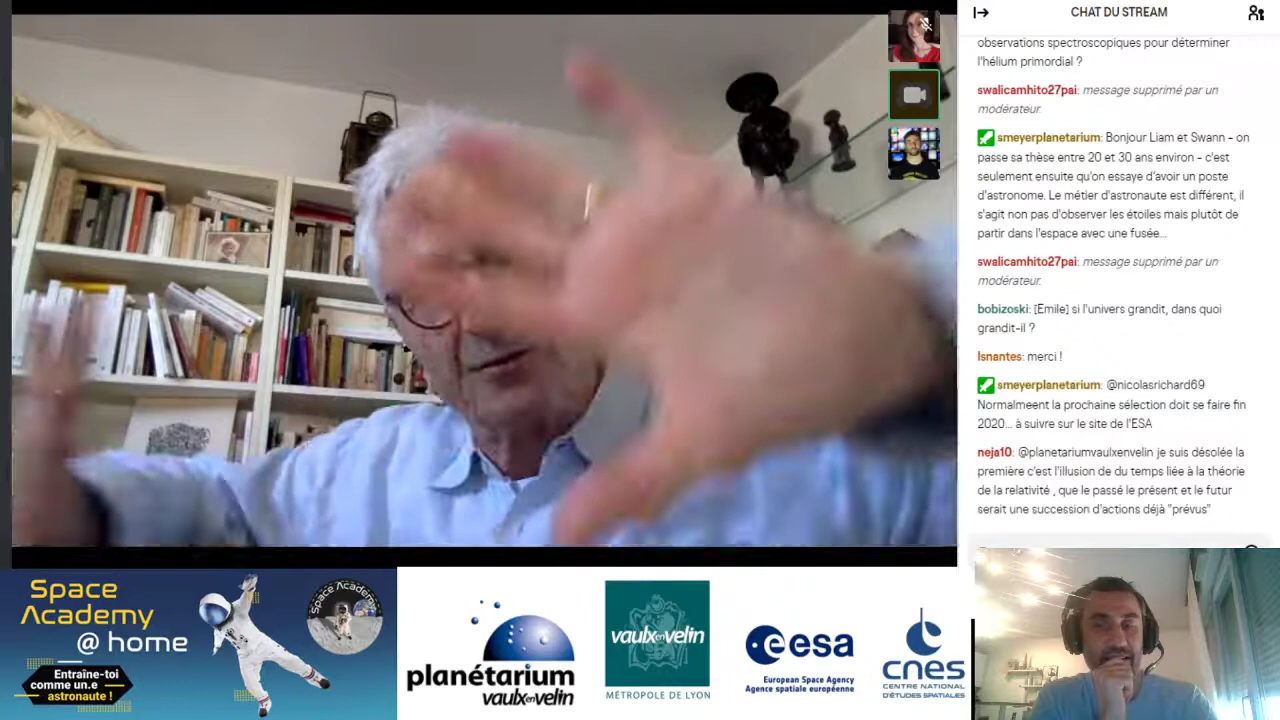 CHAT DU STREAM
observations spectroscopiques pour déterminer
l'hélium primordial ?
swalicamhito27pai: message supprimé par un
modérateur.
smeyerplanetarium: Bonjour Liam et Swann - on
passe sa thèse entre 20 et 30 ans environ - c'est
seulement ensuite qu'on essaye d'avoir un poste
d'astronome. Le métier d'astronaute est différent, il
s'agit non pas d'observer les étoiles mais plutôt de
partir dans l'espace avec une fusée...
swalicamhito27pai: message supprimé par un
modérateur.
bobizoski: [Emile] si l'univers grandit, dans quoi
grandit-il ?
lsnantes: merci !
smeyerplanetarium: @nicolasrichard69
Normalmeent la prochaine sélection doit se faire fin
2020... à suivre sur le site de l'ESA
neja10: @planetariumvaulxenvelin je suis désolée la
première c'est l'illusion de du temps liée à la théorie
de la relativité , que le passé le présent et le futur
serait une succession d'actions déjà "prévus"
Space
Academy
@ home
Entraîne-toi
comme un.e
astronaute !
Space Academy
planétarium
vaulx en velin
vaulx en velin
MÉTROPOLE DE LYON
esa
European Space Agency
Agence spatiale européenne
cnes
CENTRE NATIONAL
D'ÉTUDES SPATIALES